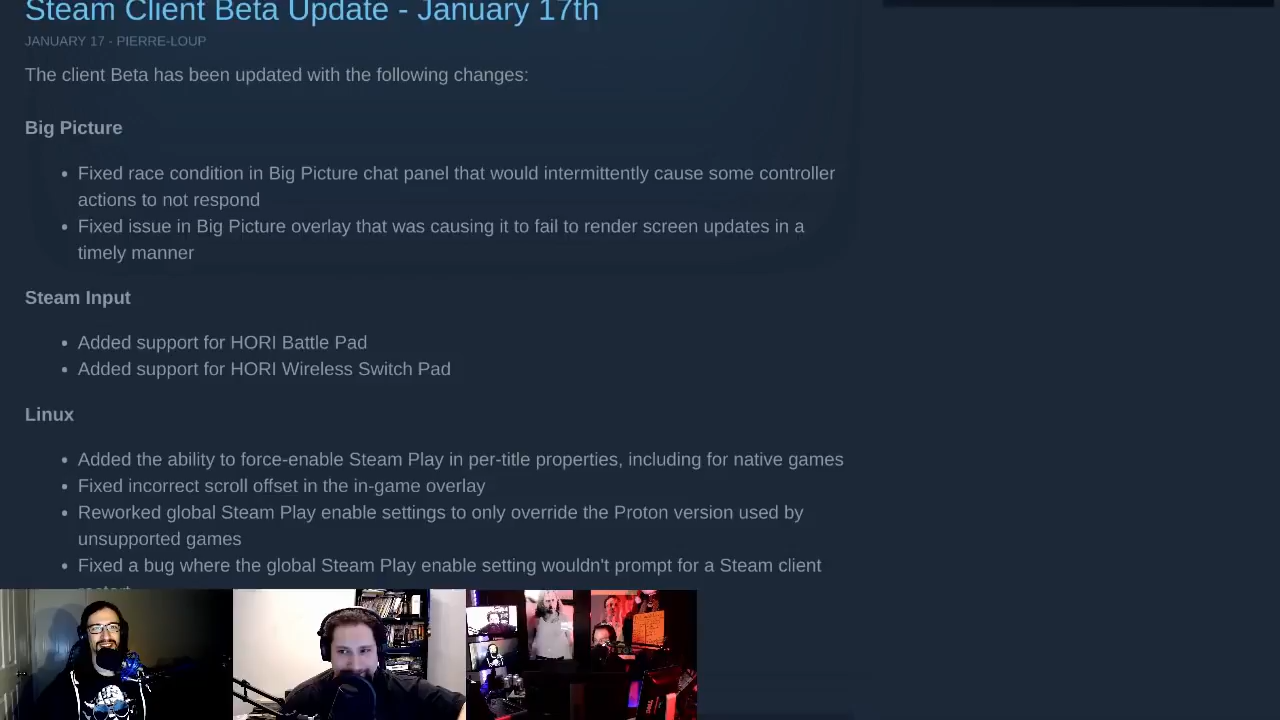 Steam Client Beta Update - January 17th
JANUARY 17 - PIERRE-LOUP
The client Beta has been updated with the following changes:
Big Picture
Fixed race condition in Big Picture chat panel that would intermittently cause some controller
actions to not respond
Fixed issue in Big Picture overlay that was causing it to fail to render screen updates in a
timely manner
Steam Input
Added support for HORI Battle Pad
Added support for HORI Wireless Switch Pad
Linux
Added the ability to force-enable Steam Play in per-title properties, including for native games
Fixed incorrect scroll offset in the in-game overlay
Reworked global Steam Play enable settings to only override the Proton version used by
unsupported games
Fixed a bug where the global Steam Play enable setting wouldn't prompt for a Steam client